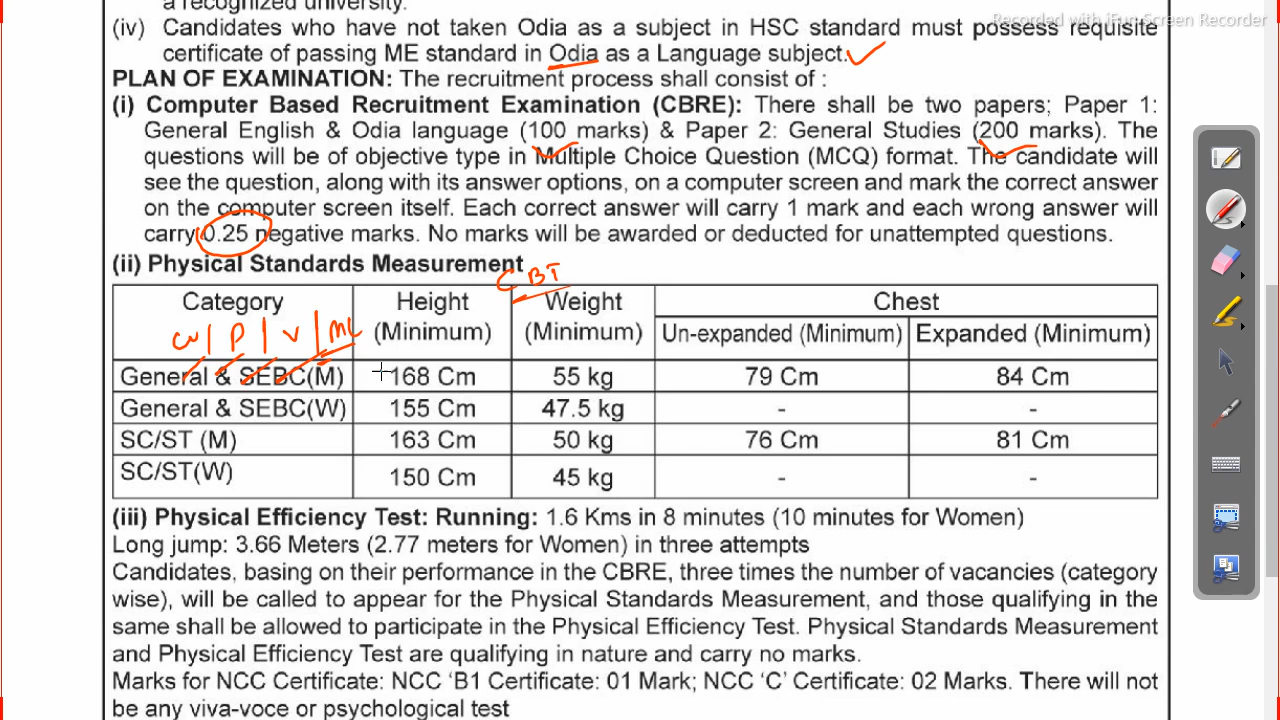 a recognized university.
Recorded with iFun Screen Recorder
(iv) Candidates who have not taken Odia as a subject in HSC standard must possess requisite
certificate of passing ME standard in Odia as a Language subject.
PLAN OF EXAMINATION: The recruitment process shall consist of :
(i) Computer Based Recruitment Examination (CBRE): There shall be two papers; Paper 1:
General English & Odia language (100 marks) & Paper 2: General Studies (200 marks). The
questions will be of objective type in Multiple Choice Question (MCQ) format. The candidate will
see the question, along with its answer options, on a computer screen and mark the correct answer
on the computer screen itself. Each correct answer will carry 1 mark and each wrong answer will
carry 0.25 negative marks. No marks will be awarded or deducted for unattempted questions.
(ii) Physical Standards Measurement
CBT
Category Height (Minimum) Weight (Minimum) Chest
Un-expanded (Minimum) Expanded (Minimum)
W| P| V |ML
General & SEBC(M) 168 Cm 55 kg 79 Cm 84 Cm
General & SEBC(W) 155 Cm 47.5 kg - -
SC/ST (M) 163 Cm 50 kg 76 Cm 81 Cm
SC/ST(W) 150 Cm 45 kg - -
(iii) Physical Efficiency Test: Running: 1.6 Kms in 8 minutes (10 minutes for Women)
Long jump: 3.66 Meters (2.77 meters for Women) in three attempts
Candidates, basing on their performance in the CBRE, three times the number of vacancies (category
wise), will be called to appear for the Physical Standards Measurement, and those qualifying in the
same shall be allowed to participate in the Physical Efficiency Test. Physical Standards Measurement
and Physical Efficiency Test are qualifying in nature and carry no marks.
Marks for NCC Certificate: NCC ‘B1 Certificate: 01 Mark; NCC ‘C’ Certificate: 02 Marks. There will not
be any viva-voce or psychological test